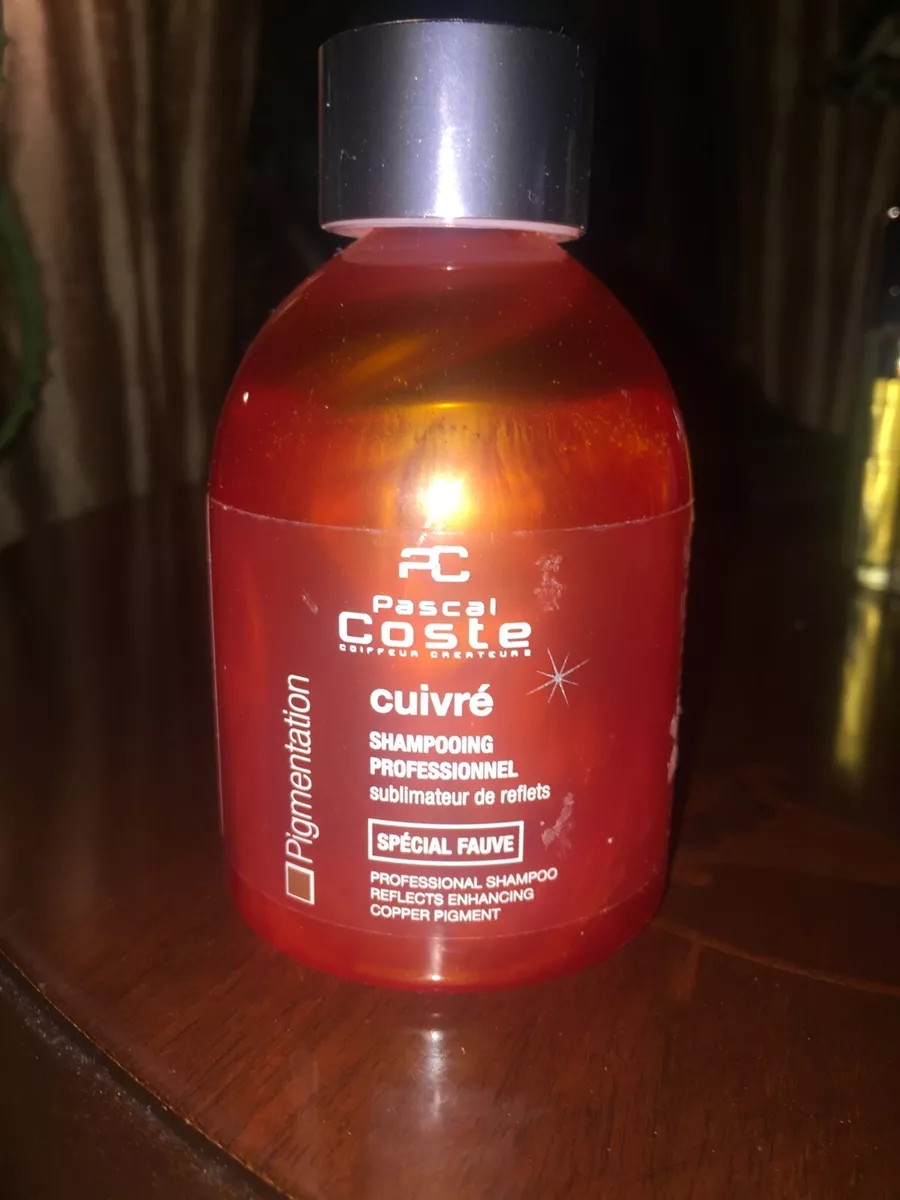 PC
Pascal
Coste
COIFFEUR CREATEURS
cuivré
SHAMPOOING
PROFESSIONNEL
sublimateur de reflets
SPÉCIAL FAUVE
PROFESSIONAL SHAMPOO
REFLECTS ENHANCING
COPPER PIGMENT
Pigmentation